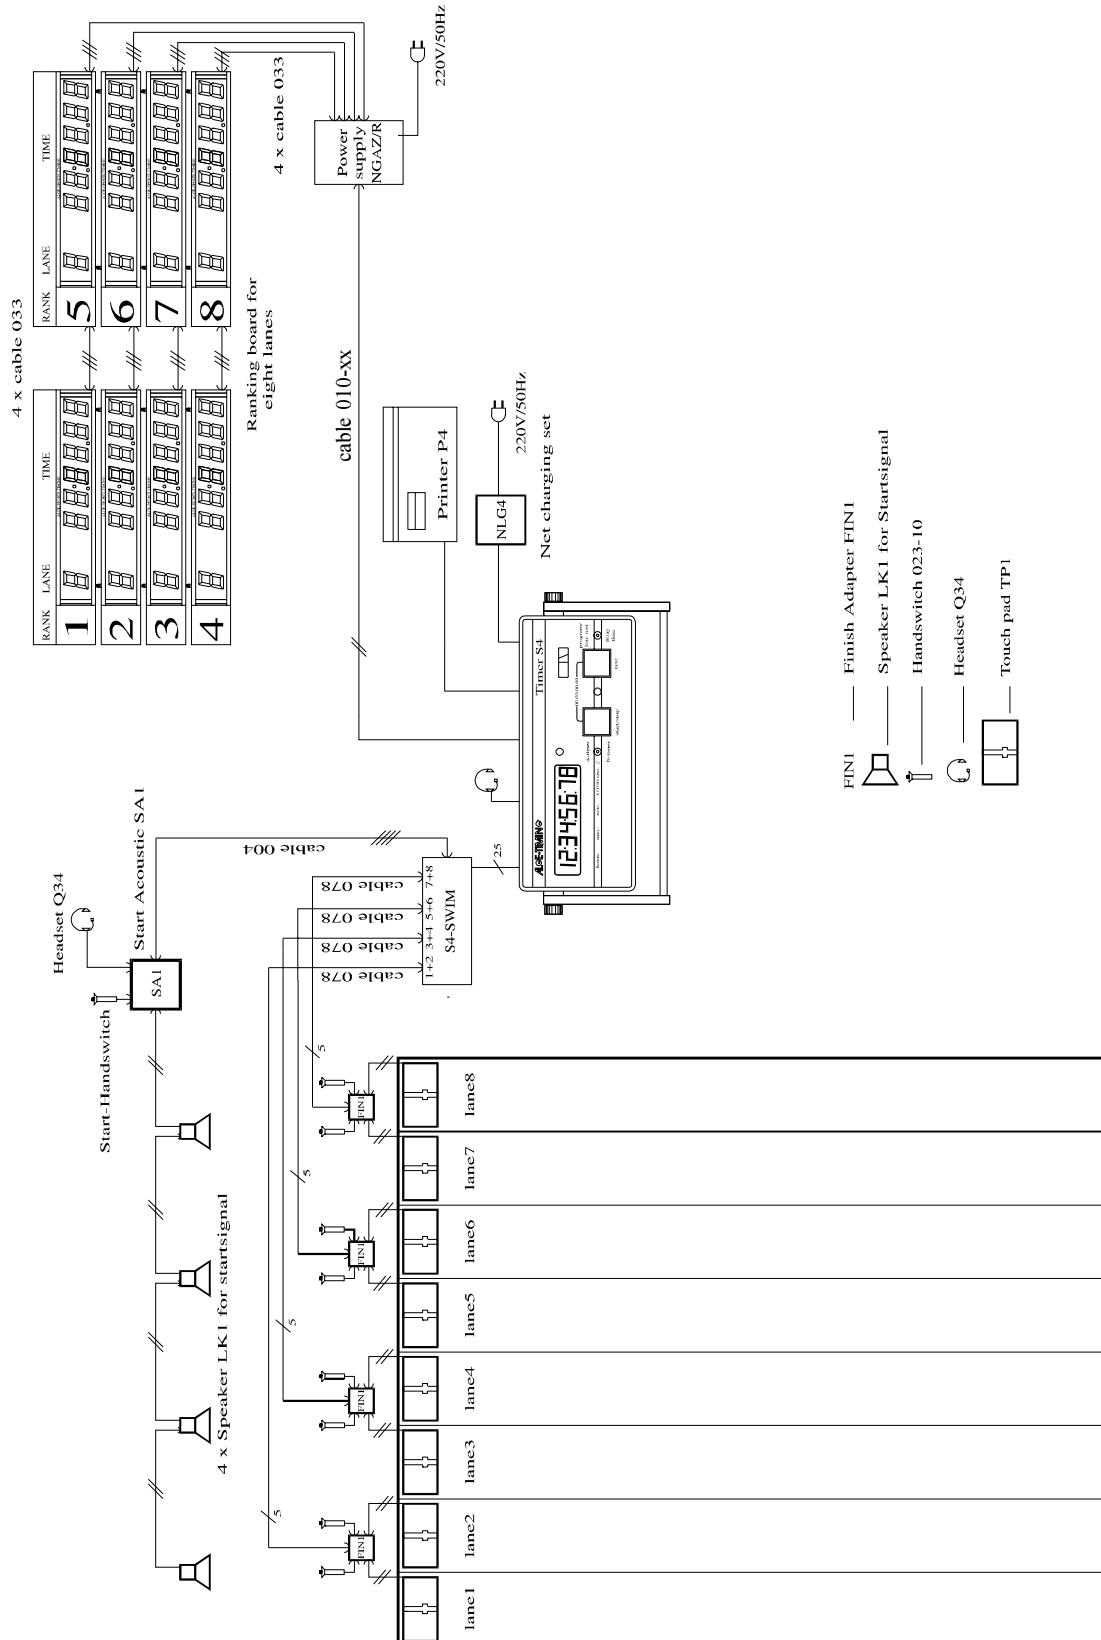 4 x cable 033
RANK LANE TIME
1
2
3
4
RANK LANE TIME
5
6
7
8
4 x cable 033
Ranking board for
eight lanes
Power
supply
NGAZ/R
220V/50Hz
cable 010-xx
Printer P4
NLG4
220V/50Hz
Net charging set
Timer S4
ALGE-TIMING
12:34:56.78
start/stop
Headset Q34
Start Acoustic SA1
SA1
Start-Handswitch
4 x Speaker LK1 for startsignal
cable 004
25
S4-SWIM
1+2 3+4 5+6 7+8
cable 078
cable 078
cable 078
cable 078
5
5
5
5
FIN1
FIN1
FIN1
FIN1
lane1
lane2
lane3
lane4
lane5
lane6
lane7
lane8
FIN1 Finish Adapter FIN1
Speaker LK1 for Startsignal
Handswitch 023-10
Headset Q34
Touch pad TP1